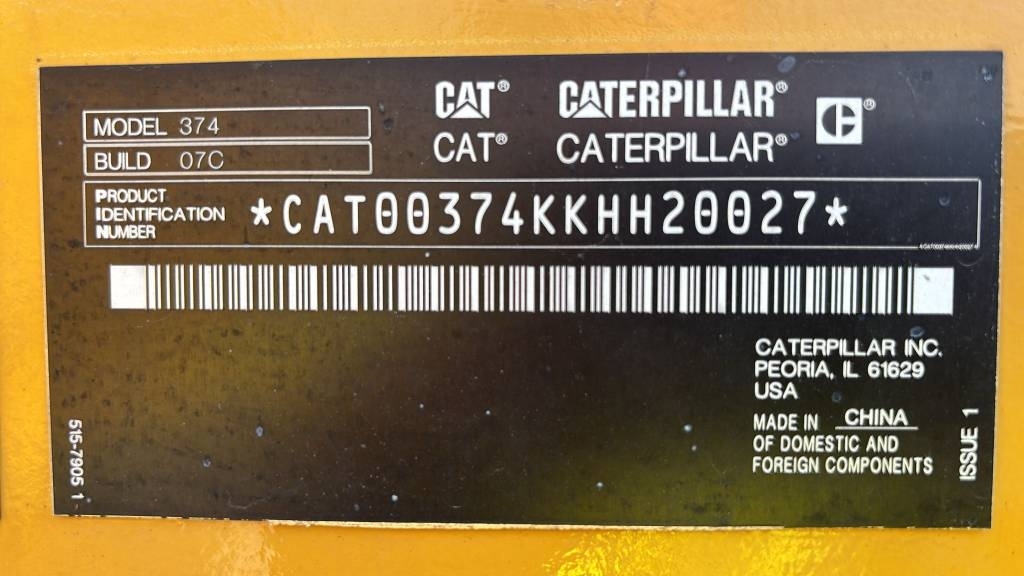 CAT® CATERPILLAR®
CAT® CATERPILLAR®
MODEL 374
BUILD 07C
PRODUCT
IDENTIFICATION
NUMBER
*CAT00374KKHH20027*
CATERPILLAR INC.
PEORIA, IL 61629
USA
MADE IN CHINA
OF DOMESTIC AND
FOREIGN COMPONENTS
515-7905 1
ISSUE 1